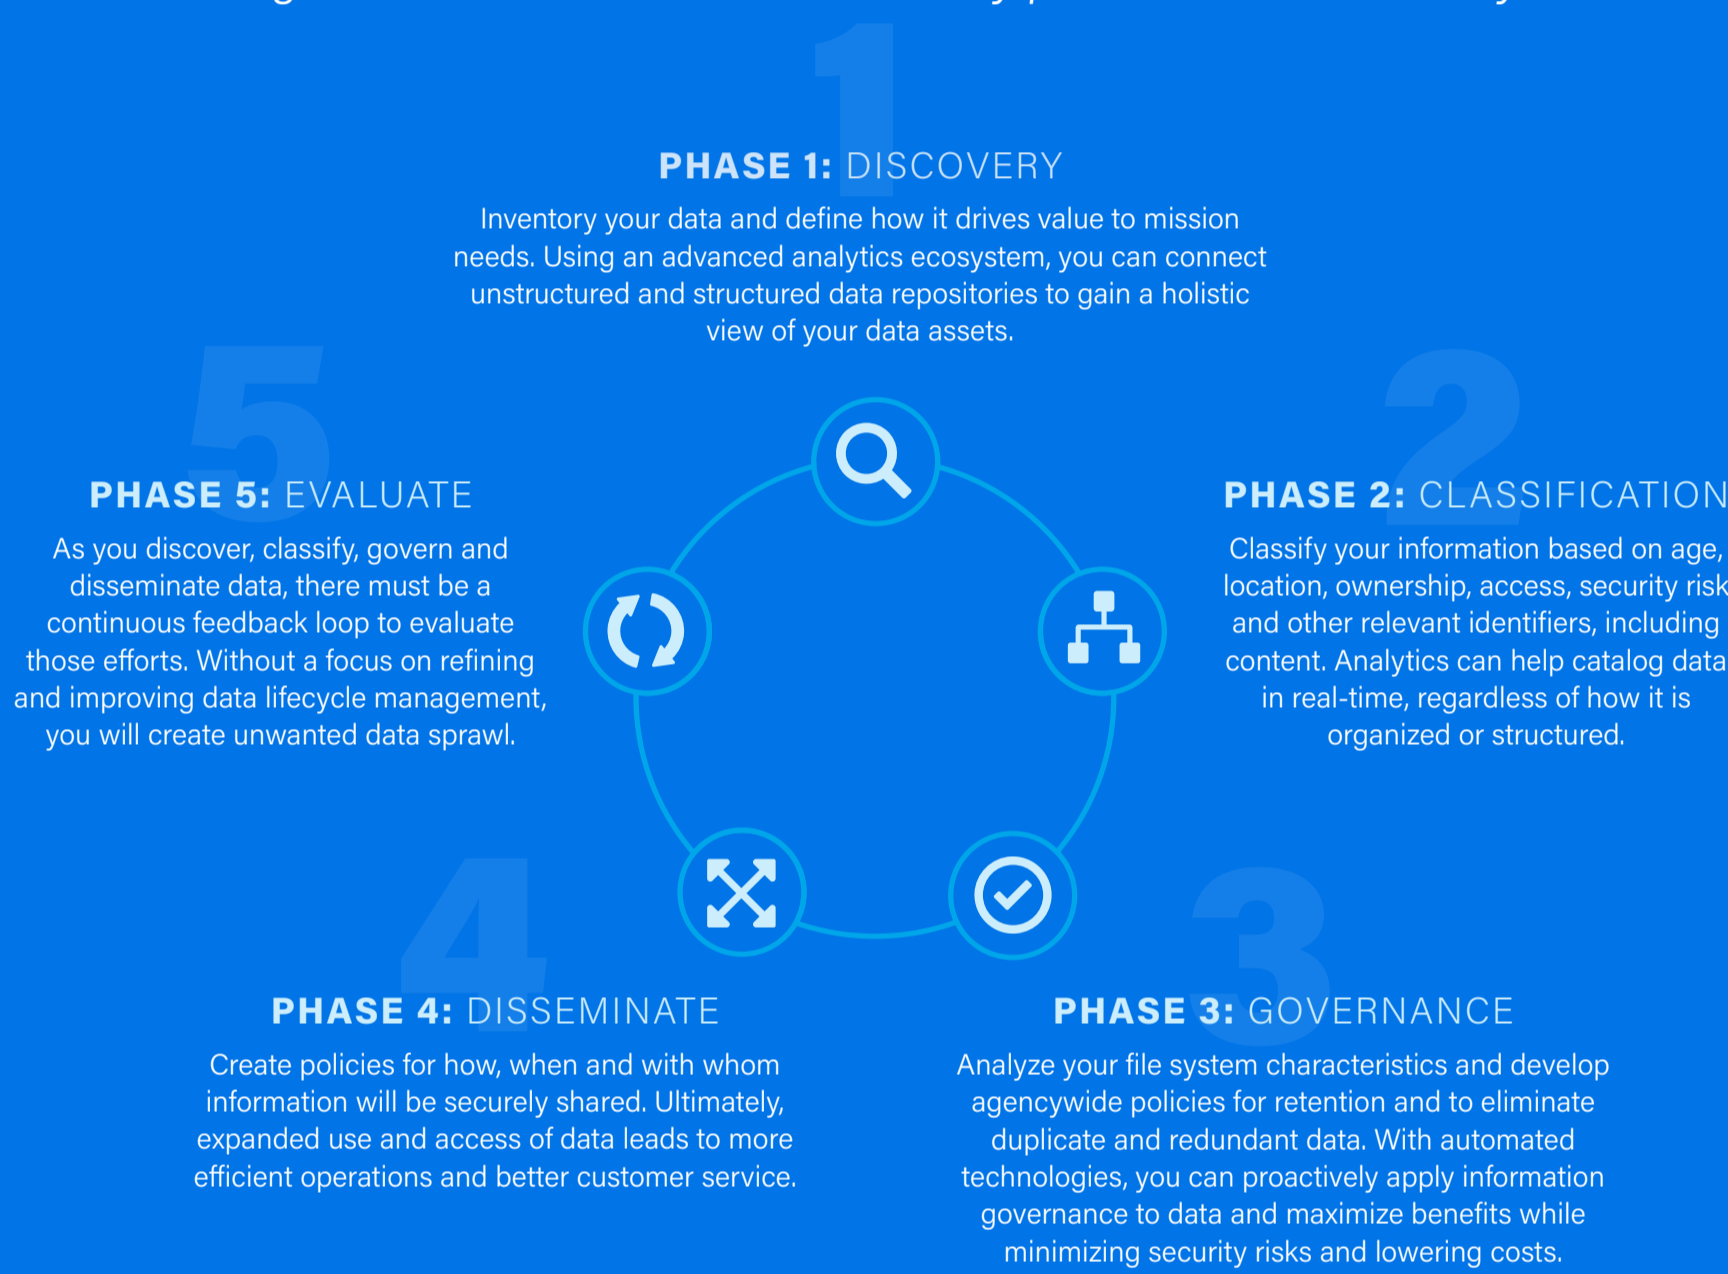 1
PHASE 1: DISCOVERY
Inventory your data and define how it drives value to mission
needs. Using an advanced analytics ecosystem, you can connect
unstructured and structured data repositories to gain a holistic
view of your data assets.
2
PHASE 2: CLASSIFICATION
Classify your information based on age,
location, ownership, access, security risk
and other relevant identifiers, including
content. Analytics can help catalog data
in real-time, regardless of how it is
organized or structured.
3
PHASE 3: GOVERNANCE
Analyze your file system characteristics and develop
agencywide policies for retention and to eliminate
duplicate and redundant data. With automated
technologies, you can proactively apply information
governance to data and maximize benefits while
minimizing security risks and lowering costs.
4
PHASE 4: DISSEMINATE
Create policies for how, when and with whom
information will be securely shared. Ultimately,
expanded use and access of data leads to more
efficient operations and better customer service.
5
PHASE 5: EVALUATE
As you discover, classify, govern and
disseminate data, there must be a
continuous feedback loop to evaluate
those efforts. Without a focus on refining
and improving data lifecycle management,
you will create unwanted data sprawl.